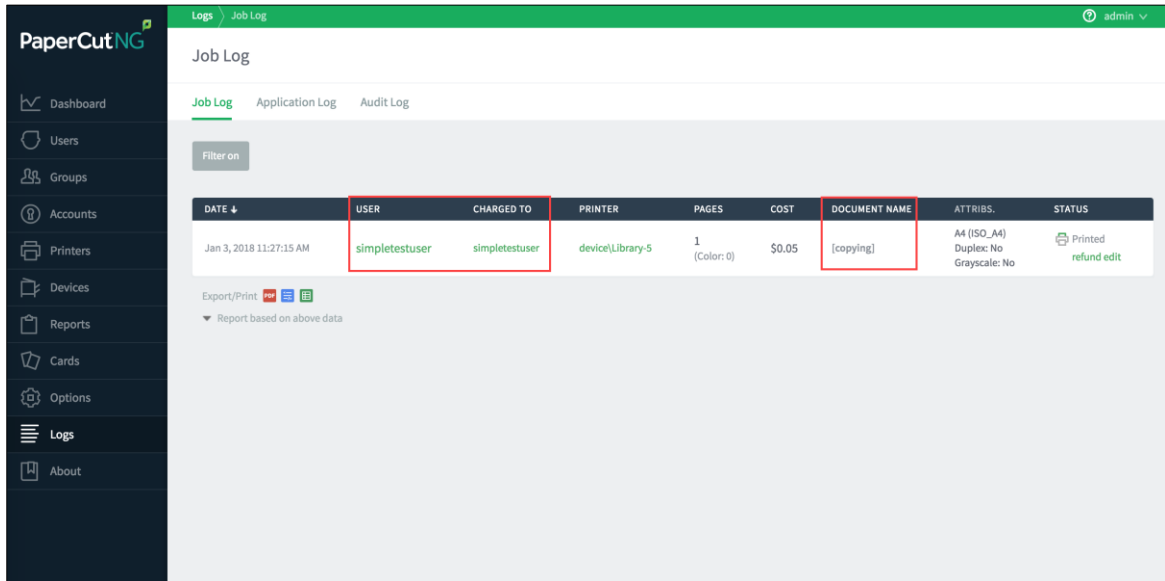 Logs Job Log
admin
PaperCut NG
Job Log
Dashboard
Users
Groups
Accounts
Printers
Devices
Reports
Cards
Options
Logs
About
Job Log Application Log Audit Log
Filter on
DATE USER CHARGED TO PRINTER PAGES COST DOCUMENT NAME ATTRIBS. STATUS
Jan 3, 2018 11:27:15 AM simpletestuser simpletestuser device\Library-5 1 $0.05 [copying] A4 (ISO_A4) Printed
(Color: 0) Duplex: No refund edit
Grayscale: No
Export/Print PDF
Report based on above data